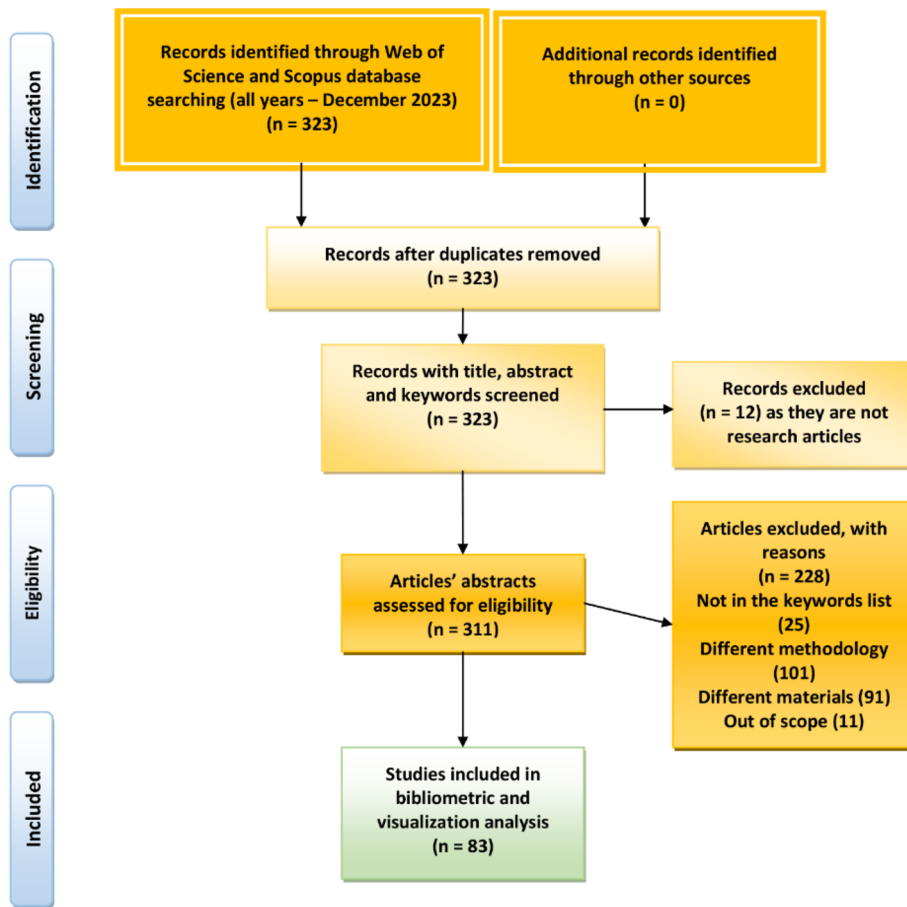 Identification
Records identified through Web of
Science and Scopus database
searching (all years – December 2023)
(n = 323)
Additional records identified
through other sources
(n = 0)
Records after duplicates removed
(n = 323)
Screening
Records with title, abstract
and keywords screened
(n = 323)
Records excluded
(n = 12) as they are not
research articles
Eligibility
Articles' abstracts
assessed for eligibility
(n = 311)
Articles excluded, with
reasons
(n = 228)
Not in the keywords list
(25)
Different methodology
(101)
Different materials (91)
Out of scope (11)
Included
Studies included in
bibliometric and
visualization analysis
(n = 83)